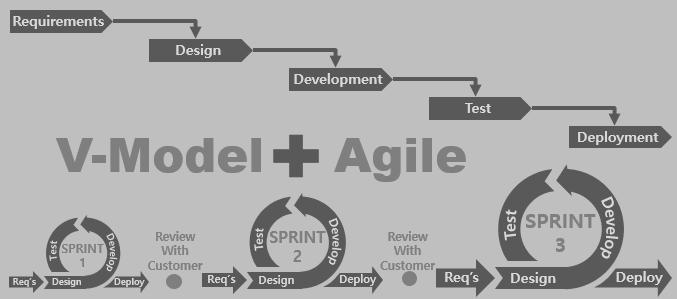 Requirements
Design
Development
Test
Deployment
V-Model + Agile
Test
Develop
SPRINT
1
Req's
Design
Deploy
Review
With
Customer
Test
Develop
SPRINT
2
Req's
Design
Deploy
Review
With
Customer
Test
Develop
SPRINT
3
Req's
Design
Deploy